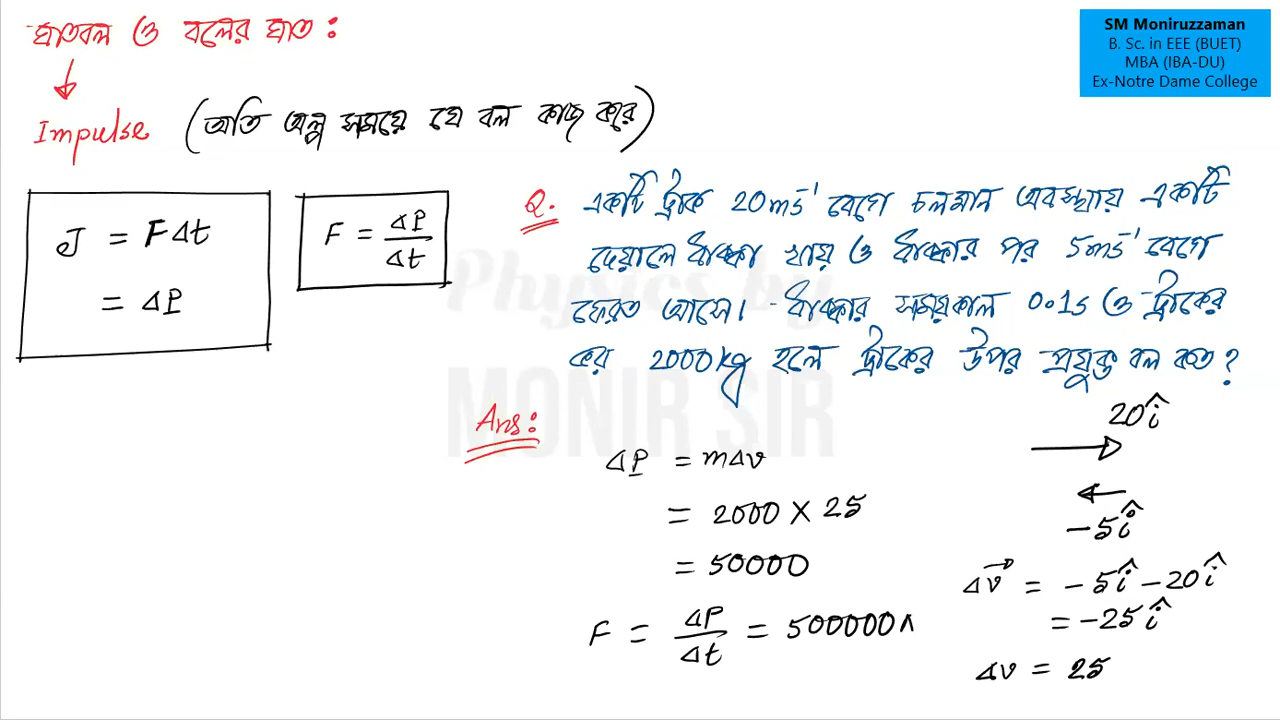 ঘাতবল ও বলের ঘাত :
SM Moniruzzaman
B. Sc. in EEE (BUET)
MBA (IBA-DU)
Ex-Notre Dame College
Impulse (অতি অল্প সময়ে যে বল কাজ করে)
J = FΔt
= ΔP
F = ΔP/Δt
Q. একটি ট্রাক 20ms⁻¹ বেগে চলমান অবস্থায় একটি
দেয়ালে ধাক্কা খায় ও ধাক্কার পর 5ms⁻¹ বেগে
ফেরত আসে। ধাক্কার সময়কাল 0.1s ও ট্রাকের
ভর 2000kg হলে ট্রাকের উপর প্রযুক্ত বল কত?
Physics by
MONIR SIR
Ans:
ΔP = mΔv
= 2000 × 25
= 50000
F = ΔP/Δt = 500000N
20î
-5î
Δv⃗ = -5î - 20î
= -25î
Δv = 25